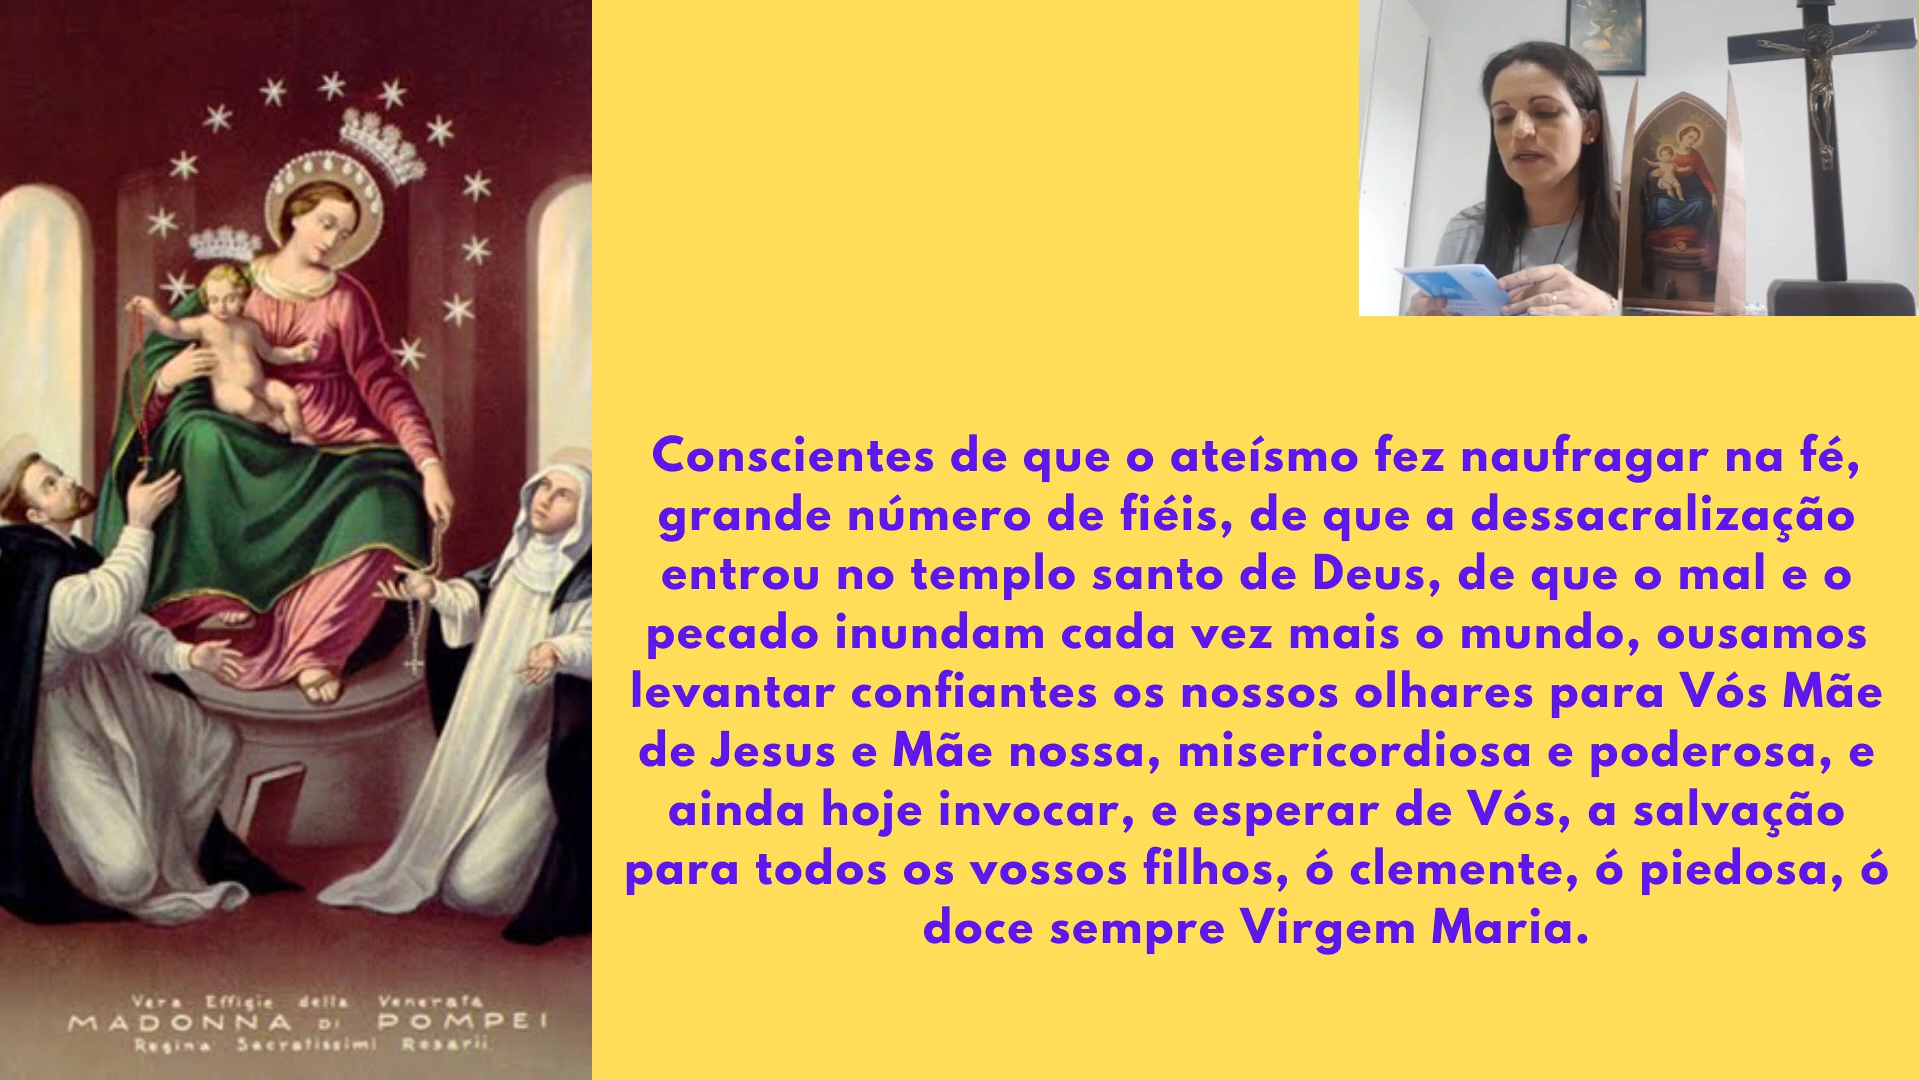 Conscientes de que o ateísmo fez naufragar na fé,
grande número de fiéis, de que a dessacralização
entrou no templo santo de Deus, de que o mal e o
pecado inundam cada vez mais o mundo, ousamos
levantar confiantes os nossos olhares para Vós Mãe
de Jesus e Mãe nossa, misericordiosa e poderosa, e
ainda hoje invocar, e esperar de Vós, a salvação
para todos os vossos filhos, ó clemente, ó piedosa, ó
doce sempre Virgem Maria.
Vera Effigie della Venerata
MADONNA DI POMPEI
Regina Sacratissimi Rosarii